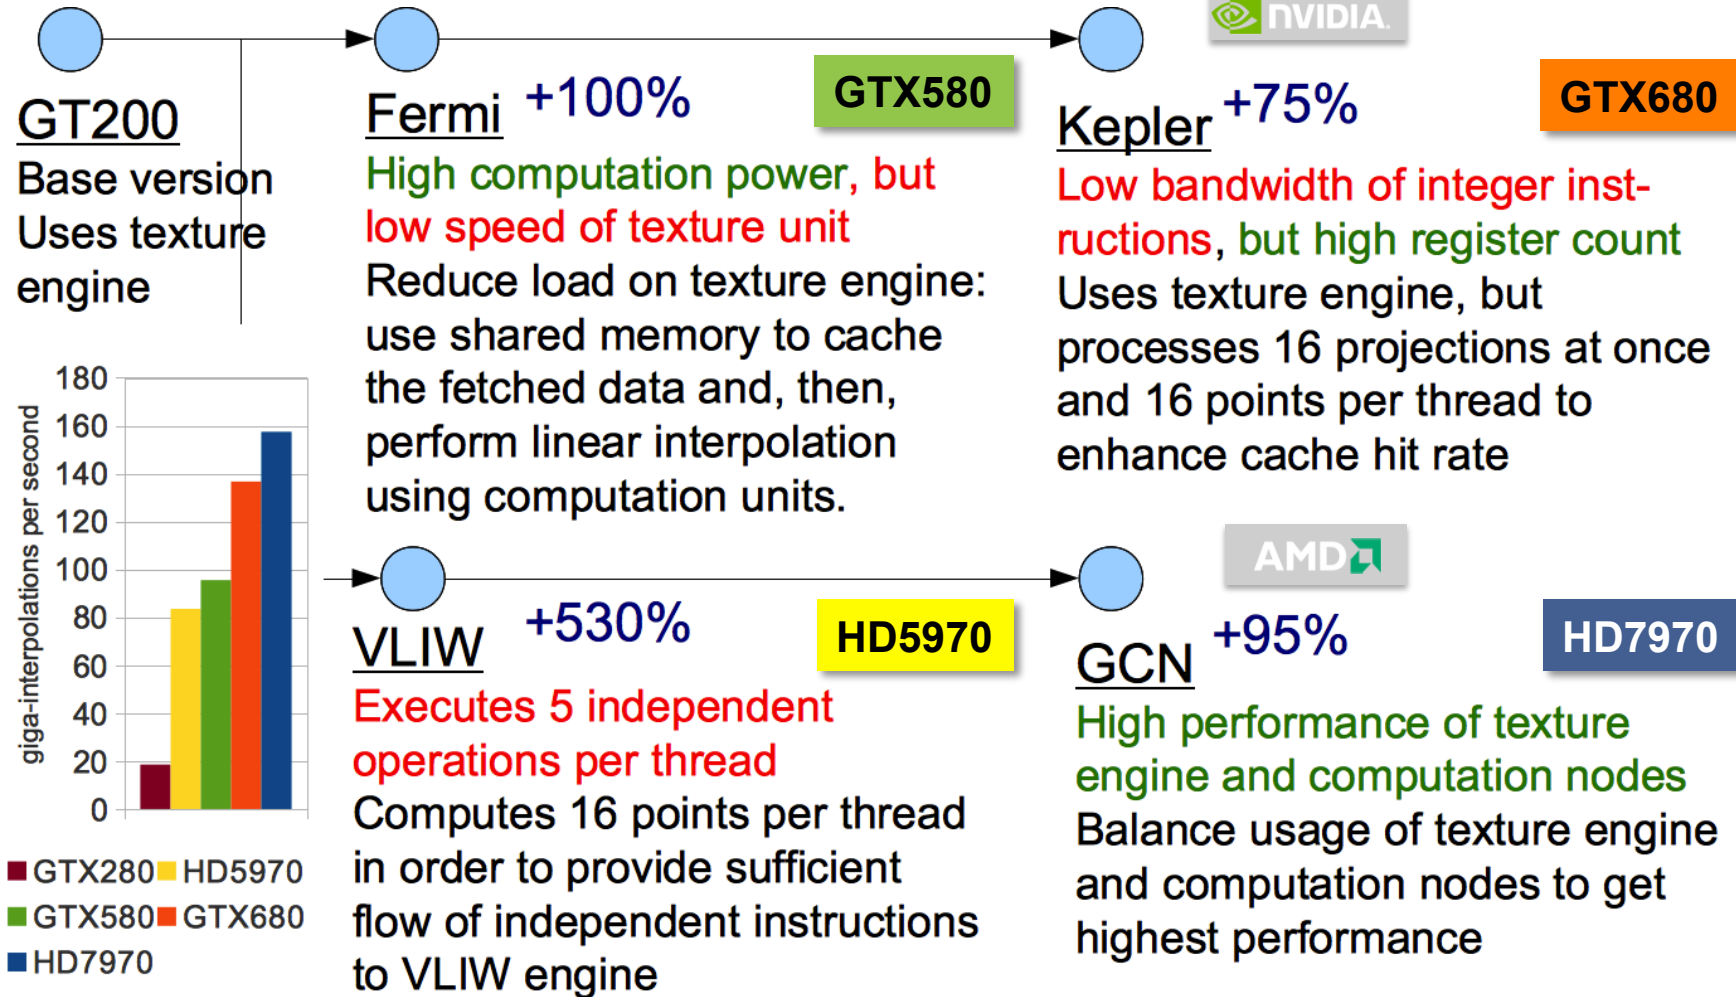 NVIDIA.
GT200
Base version
Uses texture
engine
Fermi +100%
GTX580
High computation power, but
low speed of texture unit
Reduce load on texture engine:
use shared memory to cache
the fetched data and, then,
perform linear interpolation
using computation units.
Kepler +75%
GTX680
Low bandwidth of integer inst-
ructions, but high register count
Uses texture engine, but
processes 16 projections at once
and 16 points per thread to
enhance cache hit rate
giga-interpolations per second
180
160
140
120
100
80
60
40
20
0
GTX280 HD5970
GTX580 GTX680
HD7970
VLIW +530%
HD5970
Executes 5 independent
operations per thread
Computes 16 points per thread
in order to provide sufficient
flow of independent instructions
to VLIW engine
AMD
GCN +95%
HD7970
High performance of texture
engine and computation nodes
Balance usage of texture engine
and computation nodes to get
highest performance